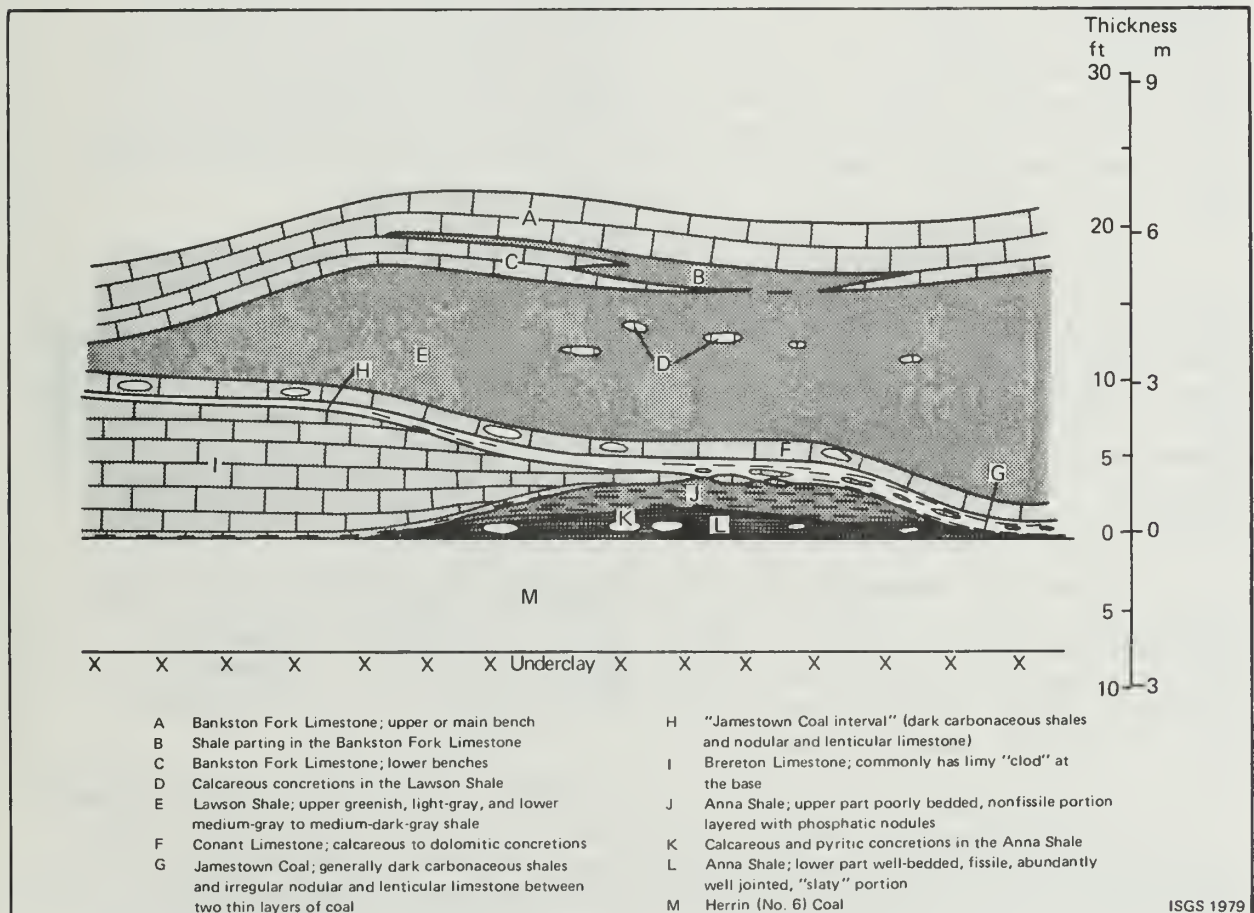 Thickness
ft m
30 9
A
20 6
C
B
D
E
H
10 3
F
I
5
G
J
K
L
0 0
M
5
X X X X X X X Underclay X X X X X X X
10 3
A Bankston Fork Limestone; upper or main bench
B Shale parting in the Bankston Fork Limestone
C Bankston Fork Limestone; lower benches
D Calcareous concretions in the Lawson Shale
E Lawson Shale; upper greenish, light-gray, and lower
medium-gray to medium-dark-gray shale
F Conant Limestone; calcareous to dolomitic concretions
G Jamestown Coal; generally dark carbonaceous shales
and irregular nodular and lenticular limestone between
two thin layers of coal
H "Jamestown Coal interval" (dark carbonaceous shales
and nodular and lenticular limestone)
I Brereton Limestone; commonly has limy "clod" at
the base
J Anna Shale; upper part poorly bedded, nonfissile portion
layered with phosphatic nodules
K Calcareous and pyritic concretions in the Anna Shale
L Anna Shale; lower part well-bedded, fissile, abundantly
well jointed, "slaty" portion
M Herrin (No. 6) Coal
ISGS 1979